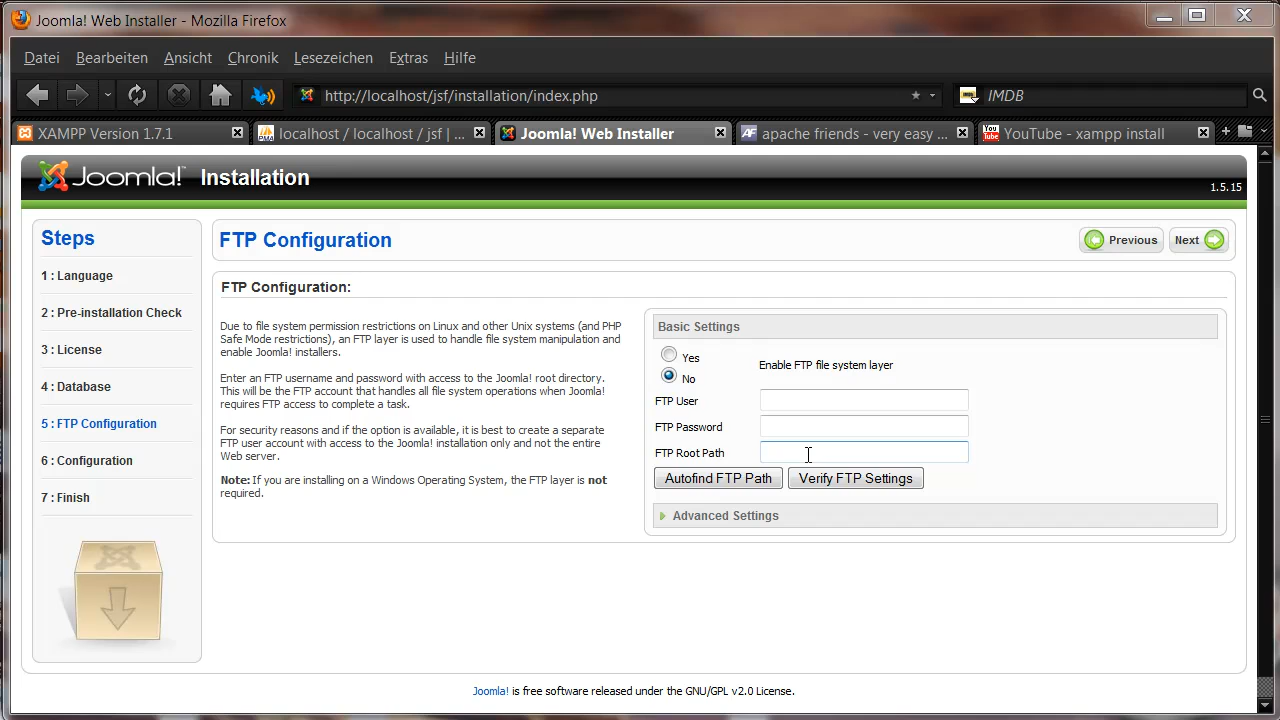 Joomla! Web Installer - Mozilla Firefox
Datei Bearbeiten Ansicht Chronik Lesezeichen Extras Hilfe
http://localhost/jsf/installation/index.php IMDB
XAMPP Version 1.7.1 localhost / localhost / jsf | ... Joomla! Web Installer apache friends - very easy ... YouTube - xampp install
Joomla!™ Installation
1.5.15
Steps
1 : Language
2 : Pre-installation Check
3 : License
4 : Database
5 : FTP Configuration
6 : Configuration
7 : Finish
FTP Configuration
Previous Next
FTP Configuration:
Due to file system permission restrictions on Linux and other Unix systems (and PHP
Safe Mode restrictions), an FTP layer is used to handle file system manipulation and
enable Joomla! installers.
Enter an FTP username and password with access to the Joomla! root directory.
This will be the FTP account that handles all file system operations when Joomla!
requires FTP access to complete a task.
For security reasons and if the option is available, it is best to create a separate
FTP user account with access to the Joomla! installation only and not the entire
Web server.
Note: If you are installing on a Windows Operating System, the FTP layer is not
required.
Basic Settings
Yes
No
Enable FTP file system layer
FTP User
FTP Password
FTP Root Path
Autofind FTP Path Verify FTP Settings
Advanced Settings
Joomla! is free software released under the GNU/GPL v2.0 License.